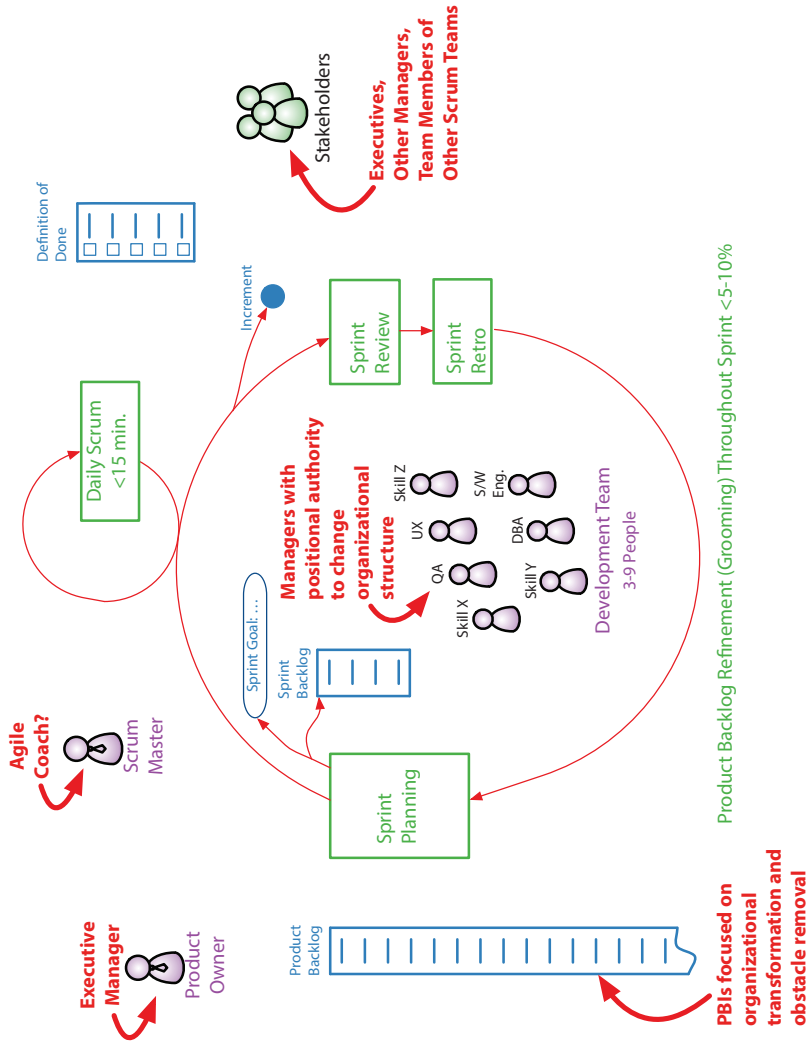 Executive
Manager
Product
Owner
Agile
Coach?
Scrum
Master
Daily Scrum
<15 min.
Definition of
Done
Stakeholders
Executives,
Other Managers,
Team Members of
Other Scrum Teams
Product
Backlog
PBIs focused on
organizational
transformation and
obstacle removal
Sprint
Planning
Sprint Goal: ...
Sprint
Backlog
Managers with
positional authority
to change
organizational
structure
Skill X
QA
UX
Skill Z
Skill Y
DBA
S/W
Eng.
Development Team
3-9 People
Increment
Sprint
Review
Sprint
Retro
Product Backlog Refinement (Grooming) Throughout Sprint <5-10%